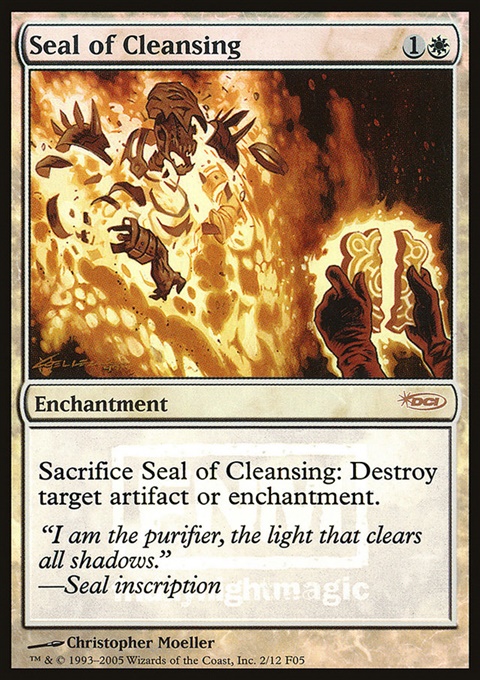 Seal of Cleansing 1
Enchantment
DCI
Sacrifice Seal of Cleansing: Destroy
target artifact or enchantment.
"I am the purifier, the light that clears
all shadows."
—Seal inscription
Christopher Moeller
™ & © 1993–2005 Wizards of the Coast, Inc. 2/12 F05